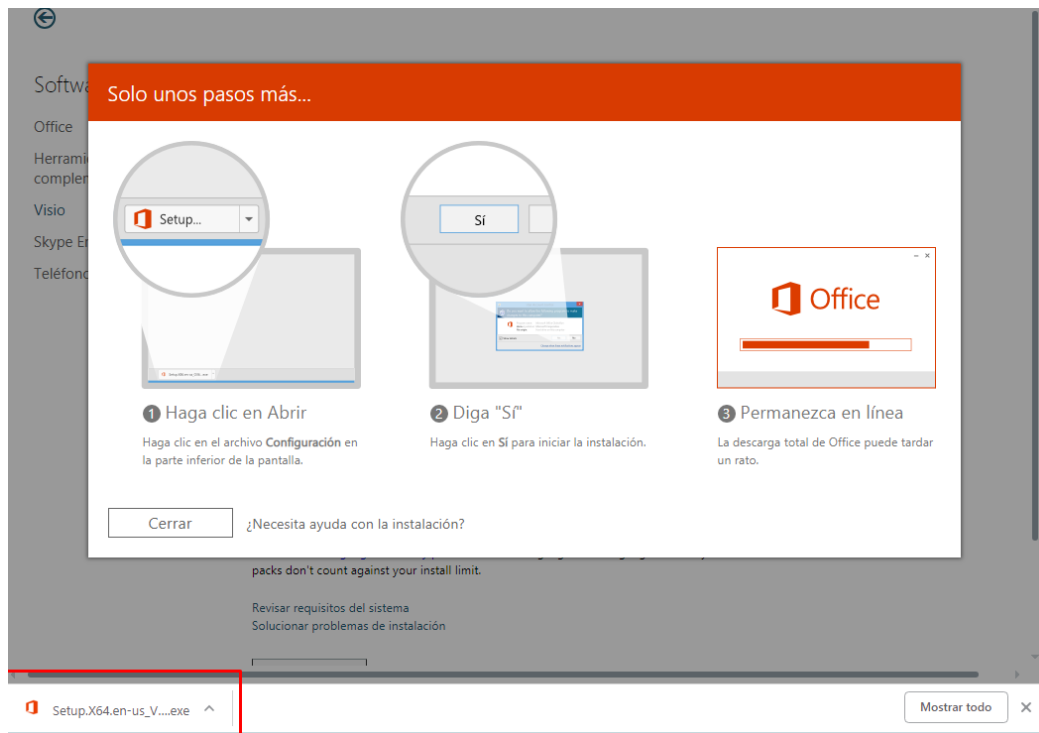 Softwa
Solo unos pasos más...
Office
Herrami
complen
Visio
Skype En
Teléfono
Setup...
Sí
Office
1 Haga clic en Abrir
Haga clic en el archivo Configuración en
la parte inferior de la pantalla.
2 Diga "Sí"
Haga clic en Sí para iniciar la instalación.
3 Permanezca en línea
La descarga total de Office puede tardar
un rato.
Cerrar
¿Necesita ayuda con la instalación?
packs don't count against your install limit.
Revisar requisitos del sistema
Solucionar problemas de instalación
Setup.X64.en-us_V....exe
Mostrar todo